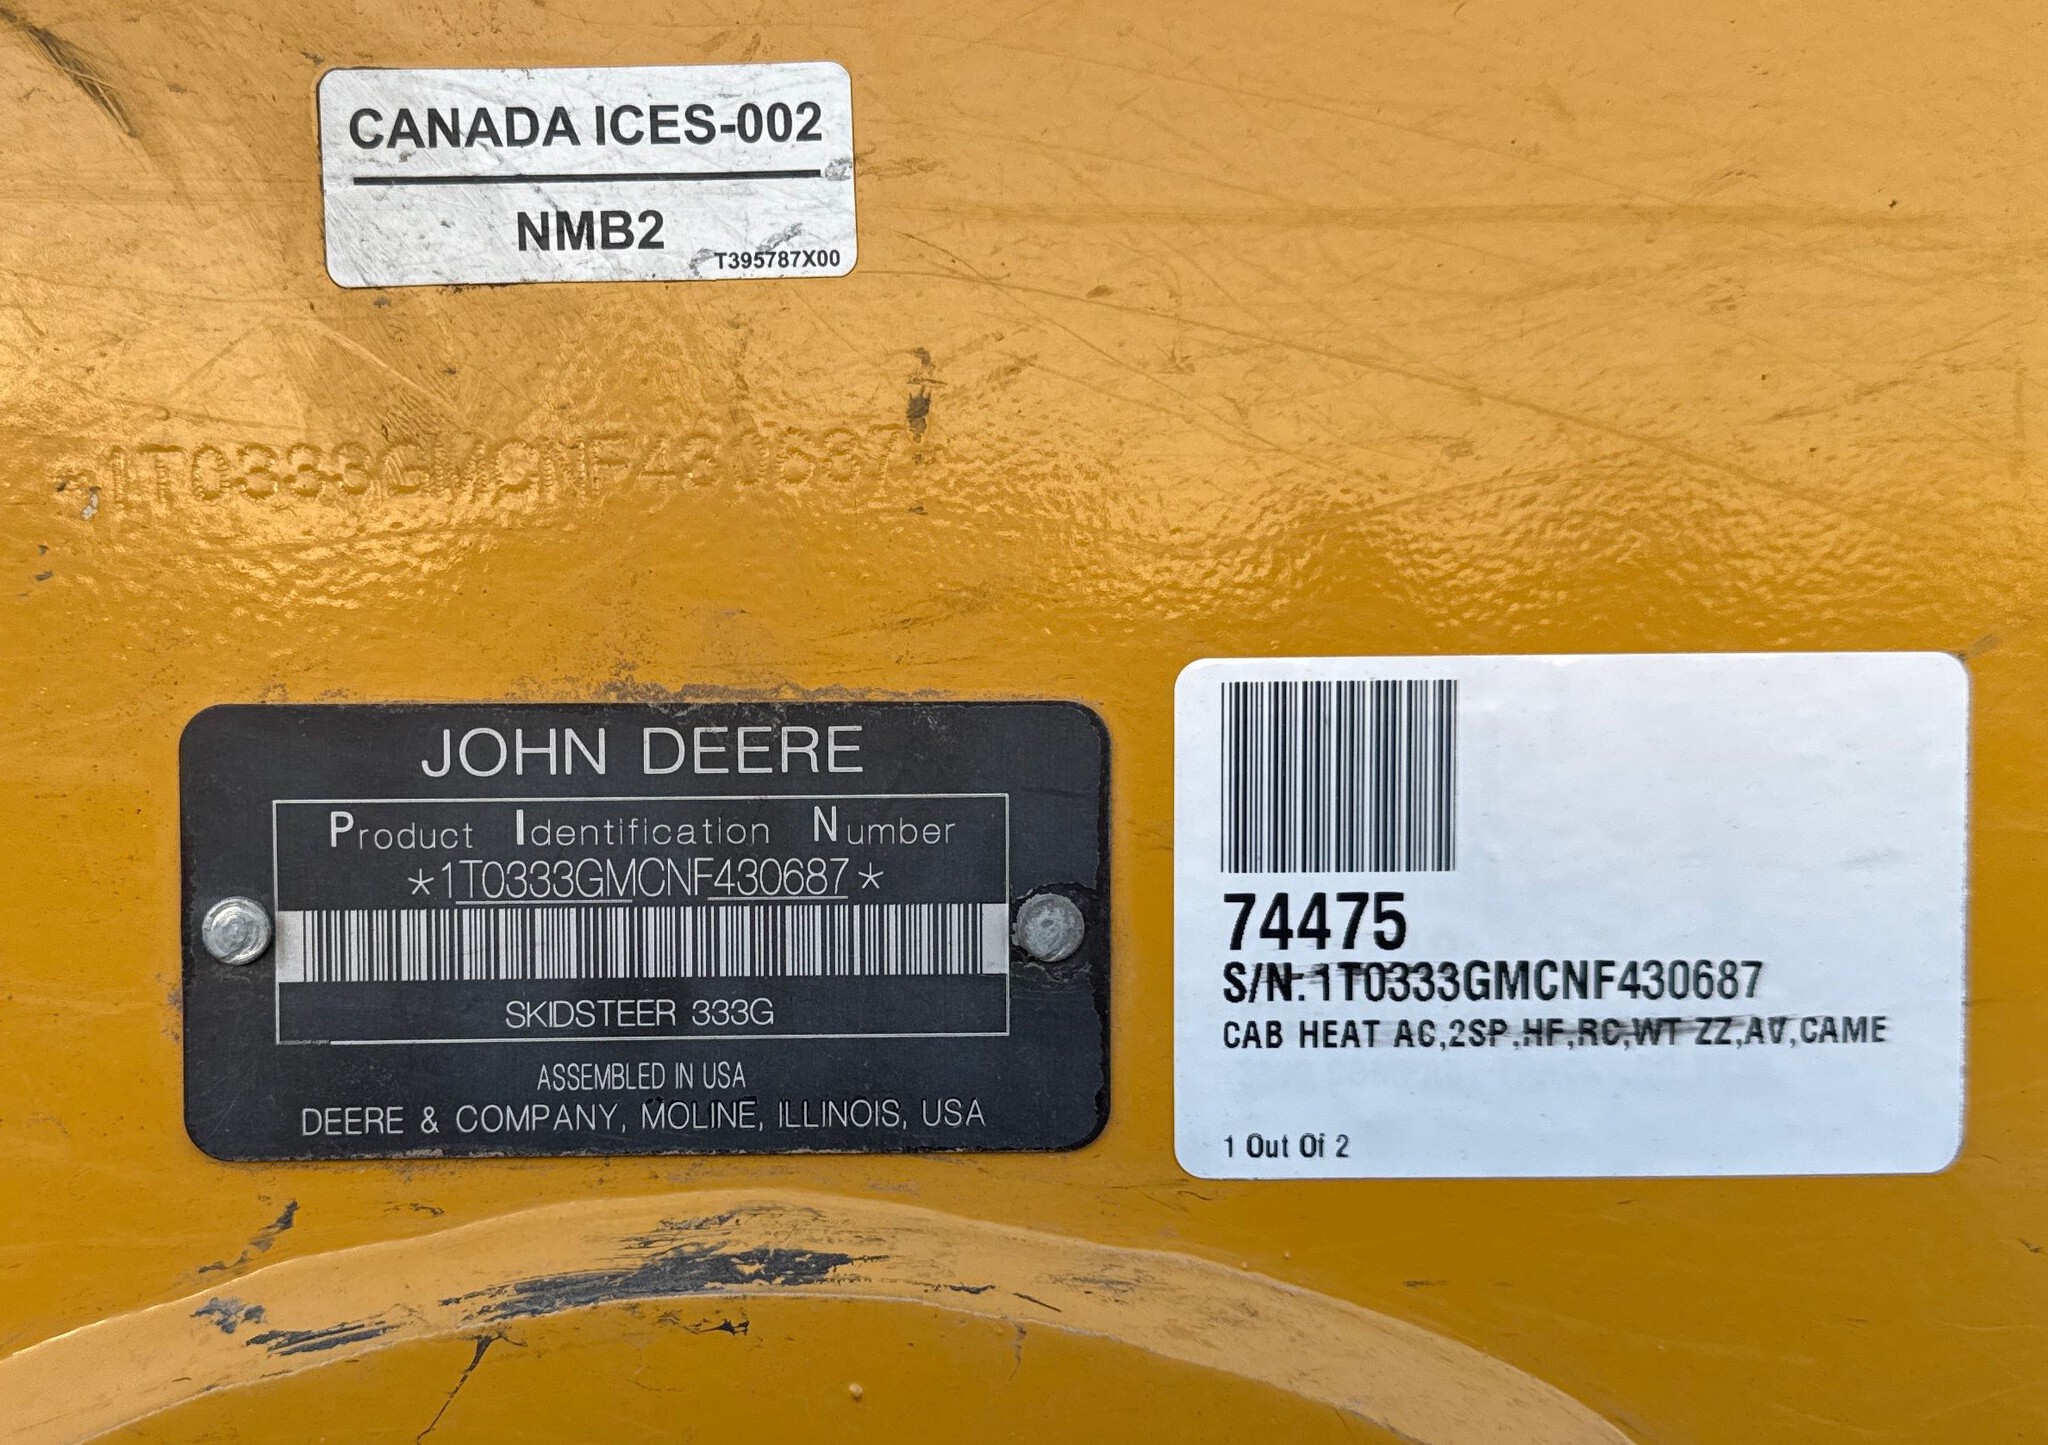 CANADA ICES-002
NMB2
T395787X00
1T0333GMCNF430687
JOHN DEERE
Product Identification Number
*1T0333GMCNF430687*
SKIDSTEER 333G
ASSEMBLED IN USA
DEERE & COMPANY, MOLINE, ILLINOIS, USA
74475
S/N: 1T0333GMCNF430687
CAB HEAT AC,2SP,HF,RC,WT ZZ,AV,CAME
1 Out Of 2